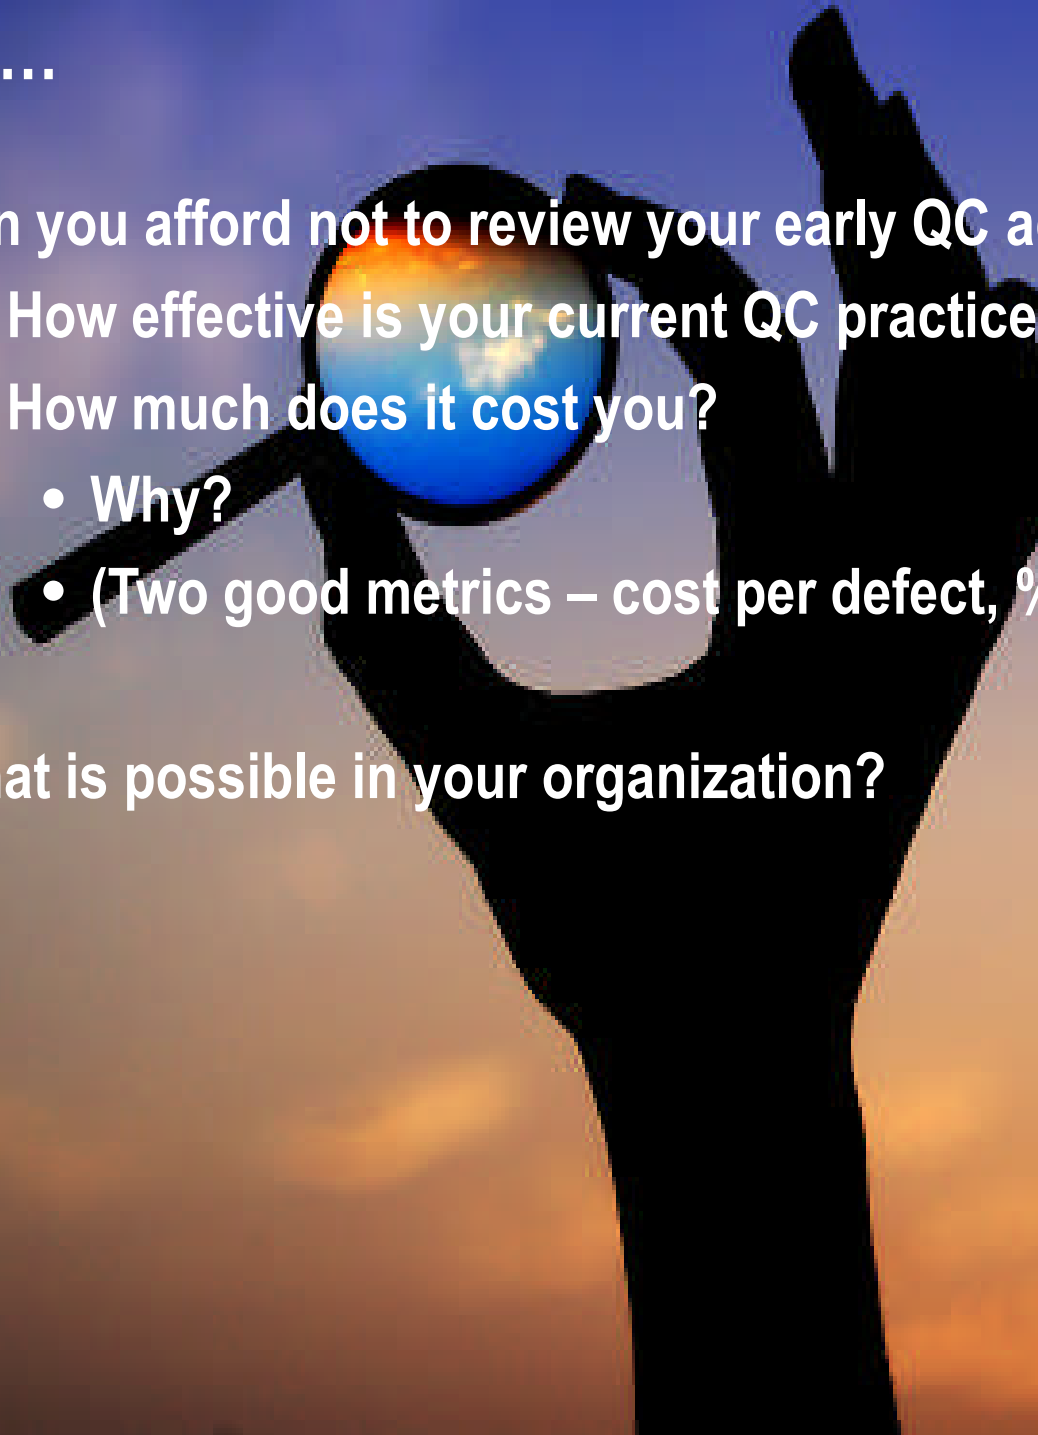 …
you afford not to review your early QC
How effective is your current QC practice
How much does it cost you?
• Why?
• (Two good metrics – cost per defect, %
is possible in your organization?